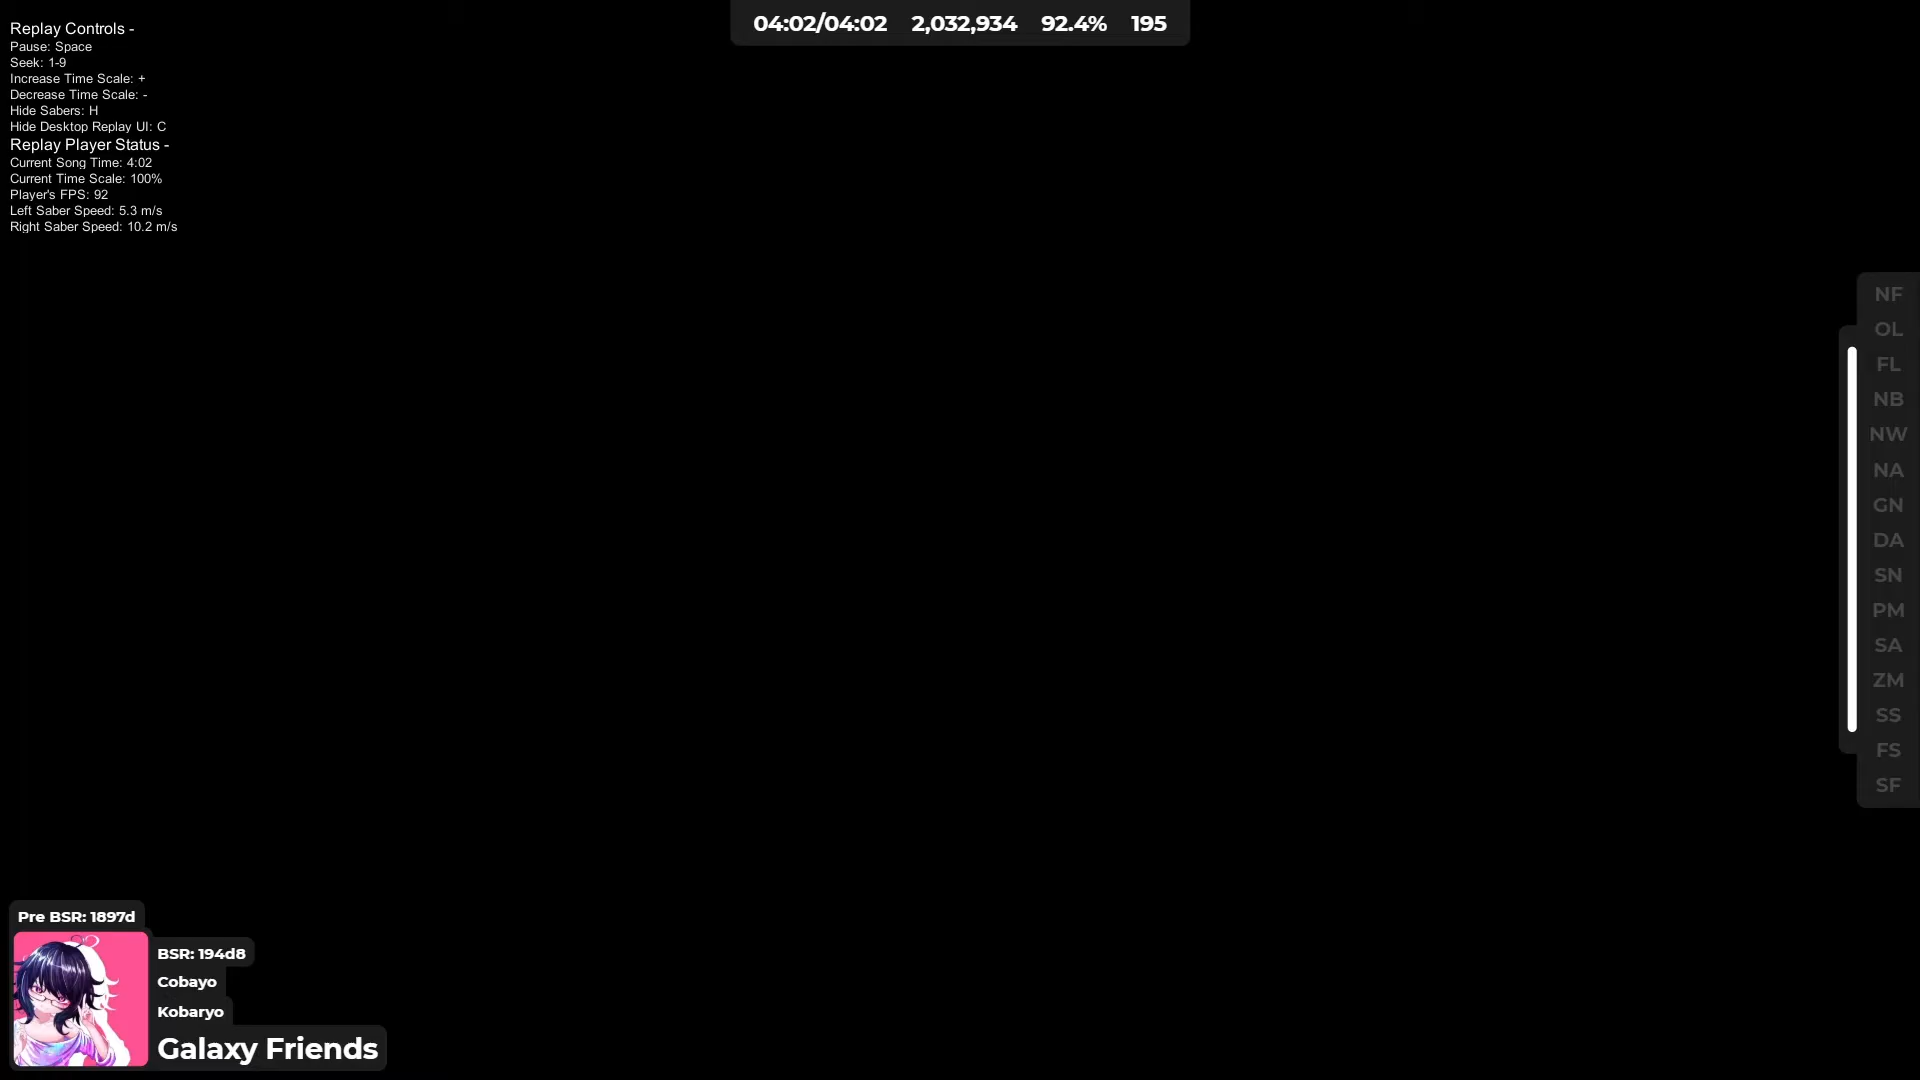 Replay Controls -
Pause: Space
Seek: 1-9
Increase Time Scale: +
Decrease Time Scale: -
Hide Sabers: H
Hide Desktop Replay UI: C
Replay Player Status -
Current Song Time: 4:02
Current Time Scale: 100%
Player's FPS: 92
Left Saber Speed: 5.3 m/s
Right Saber Speed: 10.2 m/s
04:02/04:02 2,032,934 92.4% 195
NF
OL
FL
NB
NW
NA
GN
DA
SN
PM
SA
ZM
SS
FS
SF
Pre BSR: 1897d
BSR: 194d8
Cobayo
Kobaryo
Galaxy Friends